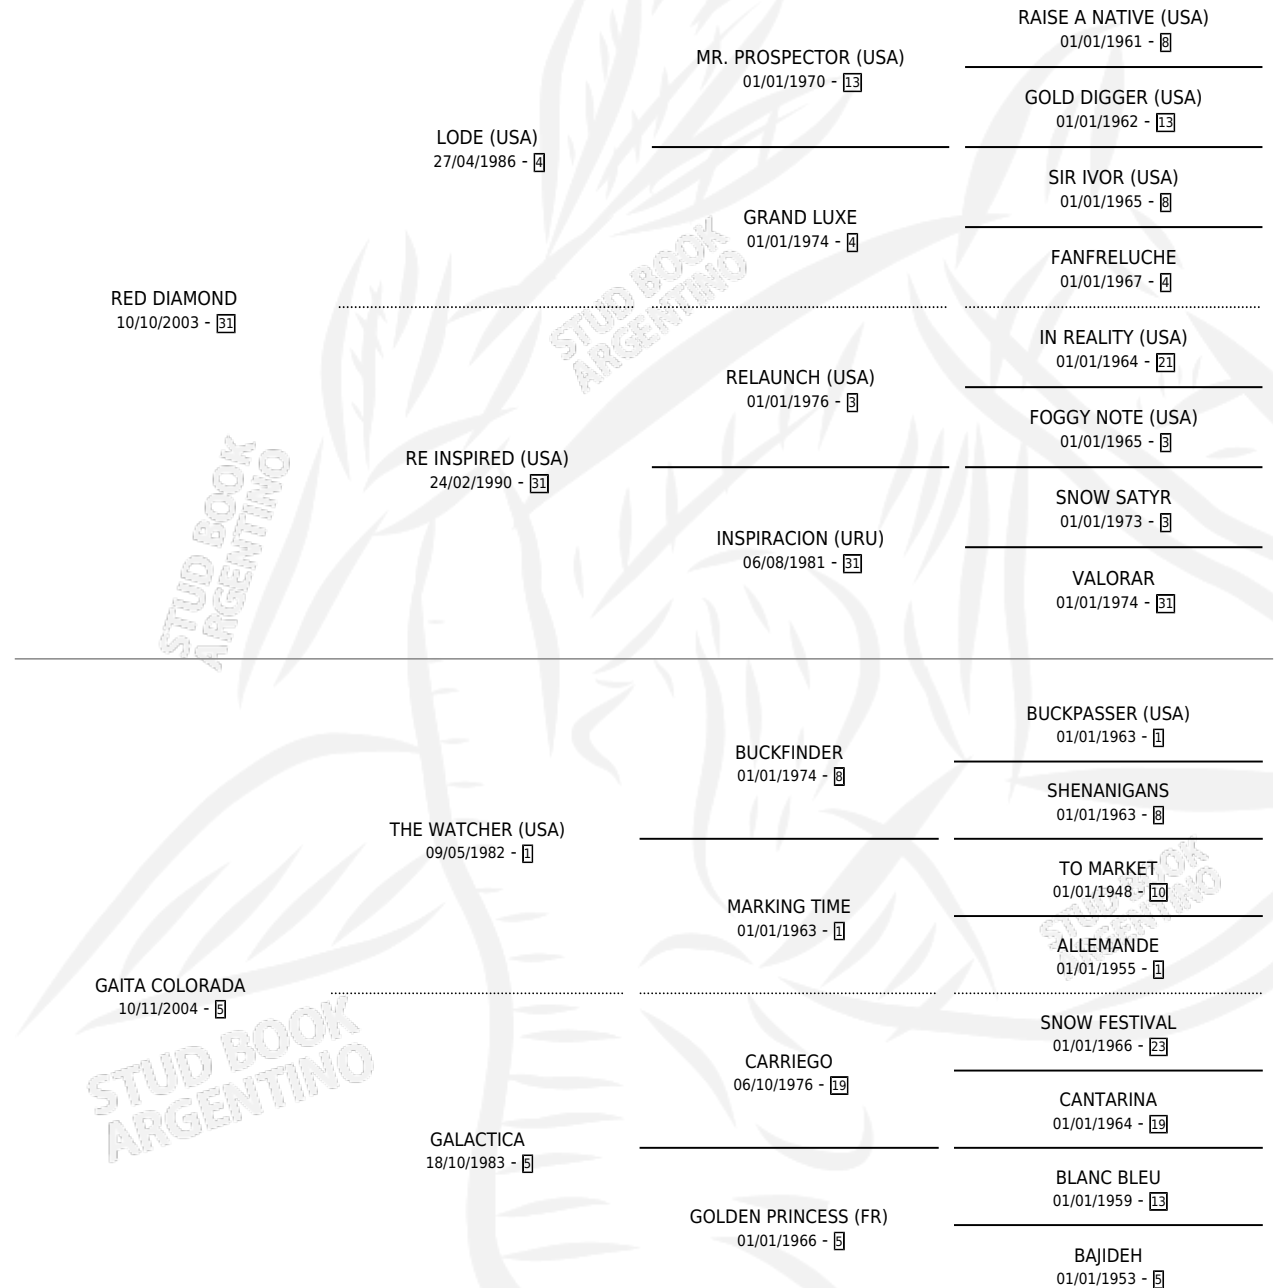 RAISE A NATIVE (USA)
01/01/1961 - 8
MR. PROSPECTOR (USA)
01/01/1970 - 13
GOLD DIGGER (USA)
01/01/1962 - 13
LODE (USA)
27/04/1986 - 4
SIR IVOR (USA)
01/01/1965 - 8
GRAND LUXE
01/01/1974 - 4
FANFRELUCHE
01/01/1967 - 4
RED DIAMOND
10/10/2003 - 31
IN REALITY (USA)
01/01/1964 - 21
RELAUNCH (USA)
01/01/1976 - 3
FOGGY NOTE (USA)
01/01/1965 - 3
RE INSPIRED (USA)
24/02/1990 - 31
SNOW SATYR
01/01/1973 - 3
INSPIRACION (URU)
06/08/1981 - 31
VALORAR
01/01/1974 - 31
BUCKPASSER (USA)
01/01/1963 - 1
BUCKFINDER
01/01/1974 - 8
SHENANIGANS
01/01/1963 - 8
THE WATCHER (USA)
09/05/1982 - 1
TO MARKET
01/01/1948 - 10
MARKING TIME
01/01/1963 - 1
ALLEMANDE
01/01/1955 - 1
GAITA COLORADA
10/11/2004 - 5
SNOW FESTIVAL
01/01/1966 - 23
CARRIEGO
06/10/1976 - 19
CANTARINA
01/01/1964 - 19
GALACTICA
18/10/1983 - 5
BLANC BLEU
01/01/1959 - 13
GOLDEN PRINCESS (FR)
01/01/1966 - 5
BAJIDEH
01/01/1953 - 5
STUD BOOK
ARGENTINO
STUD BOOK
ARGENTINO
STUD BOOK
ARGENTINO
STUD BOOK
ARGENTINO